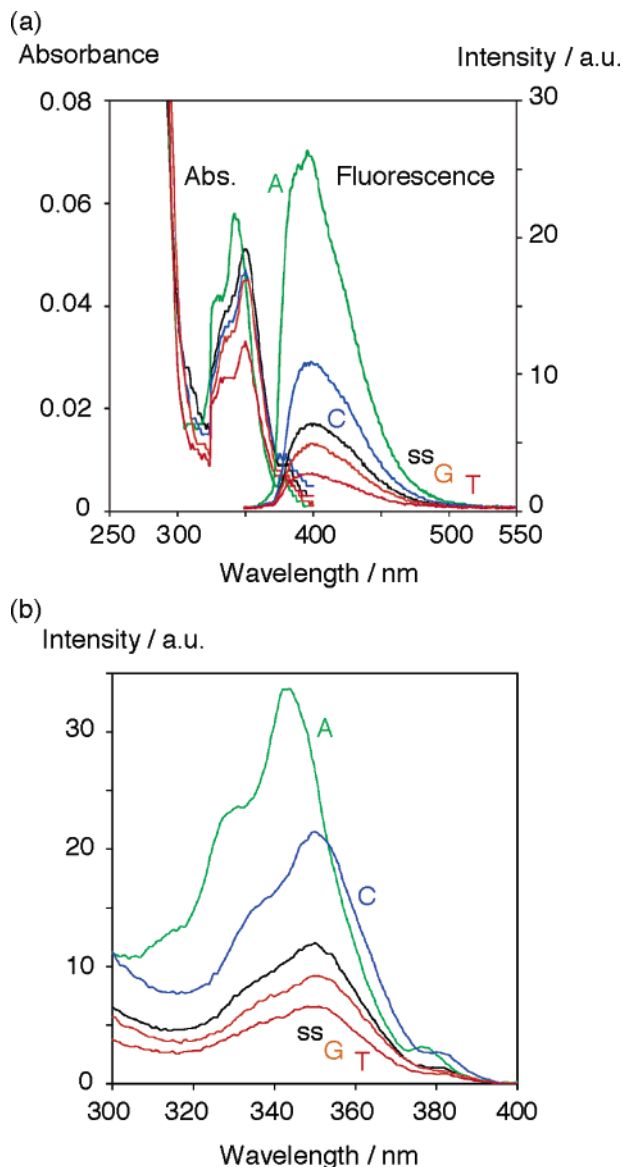 (a)
Absorbance Intensity / a.u.
0.08 30
Abs. Fluorescence
A
0.06
20
0.04
C
10
0.02
ss G T
0 0
250 300 400 500 550
Wavelength / nm
(b)
Intensity / a.u.
30
A
20
C
10
ss G T
0
300 320 340 360 380 400
Wavelength / nm